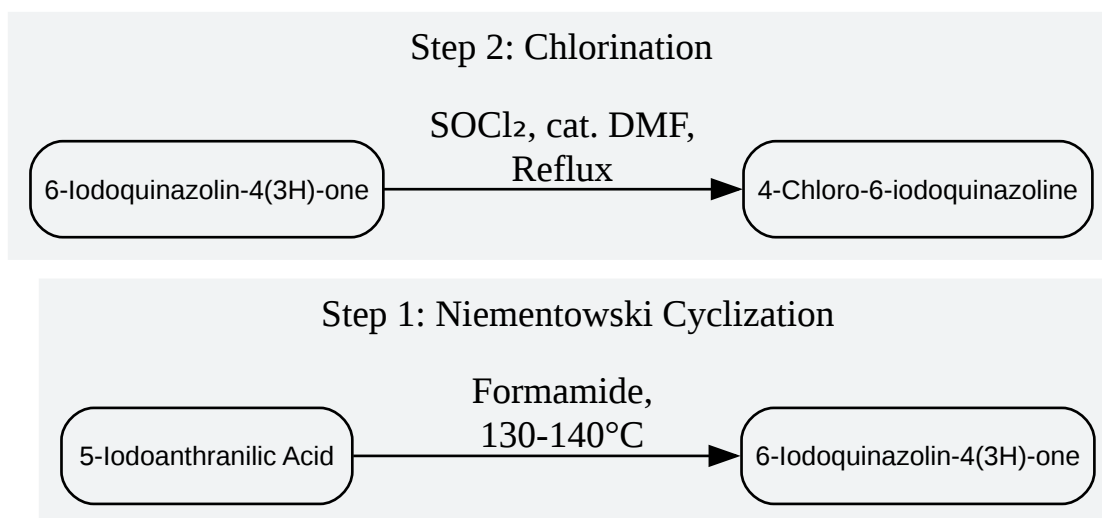 Step 2: Chlorination
SOCl₂, cat. DMF,
Reflux
6-Iodoquinazolin-4(3H)-one
4-Chloro-6-iodoquinazoline
Step 1: Niementowski Cyclization
Formamide,
130-140°C
5-Iodoanthranilic Acid
6-Iodoquinazolin-4(3H)-one